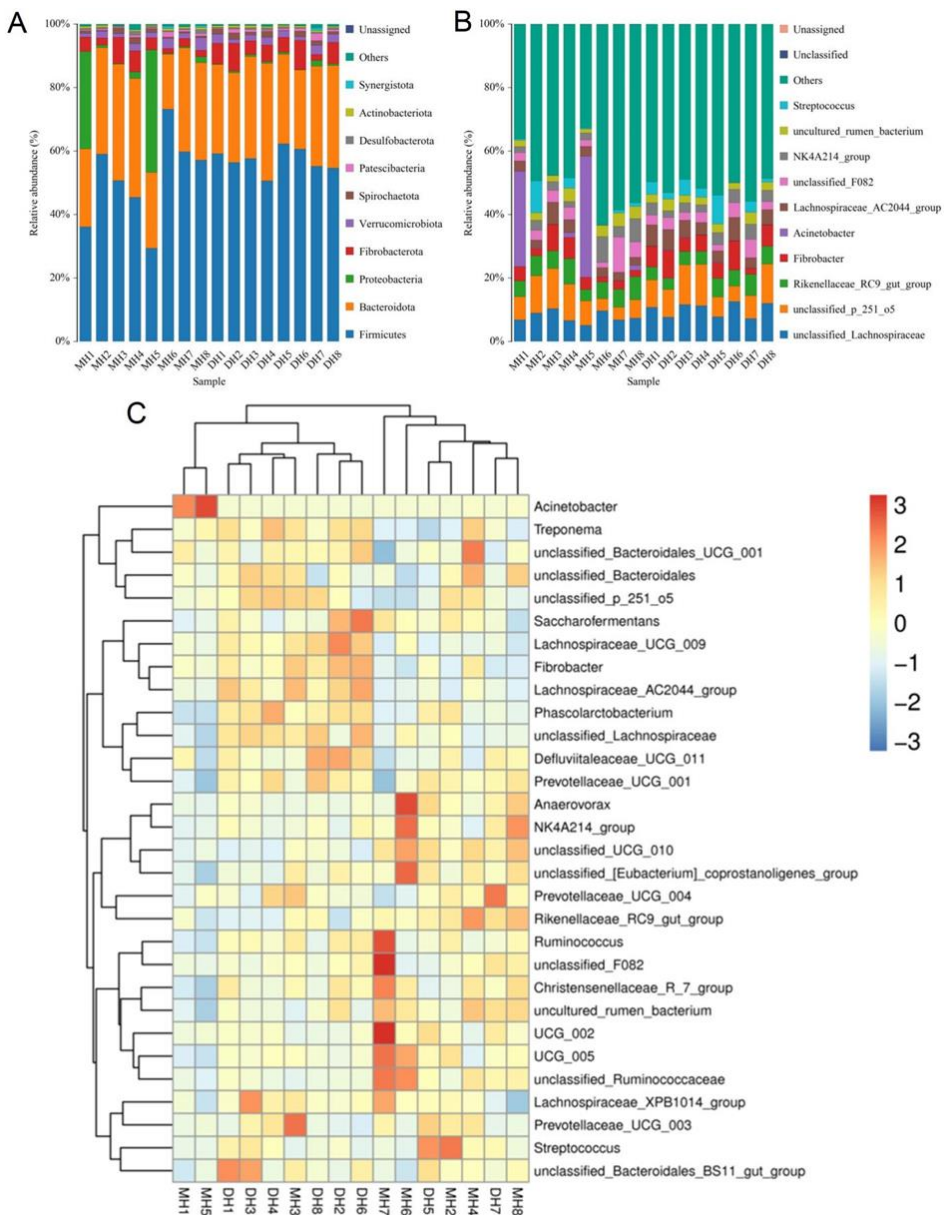 A
Relative abundance (%)
100%
80%
60%
40%
20%
0%
MH1
MH2
MH3
MH4
MH5
MH6
MH7
MH8
DH1
DH2
DH3
DH4
DH5
DH6
DH7
DH8
Sample
Unassigned
Others
Synergistota
Actinobacteriota
Desulfobacterota
Patescibacteria
Spirochaetota
Verrucomicrobiota
Fibrobacterota
Proteobacteria
Bacteroidota
Firmicutes
B
Relative abundance (%)
100%
80%
60%
40%
20%
0%
MH1
MH2
MH3
MH4
MH5
MH6
MH7
MH8
DH1
DH2
DH3
DH4
DH5
DH6
DH7
DH8
Sample
Unassigned
Unclassified
Others
Streptococcus
uncultured_rumen_bacterium
NK4A214_group
unclassified_F082
Lachnospiraceae_AC2044_group
Acinetobacter
Fibrobacter
Rikenellaceae_RC9_gut_group
unclassified_p_251_o5
unclassified_Lachnospiraceae
C
Acinetobacter
Treponema
unclassified_Bacteroidales_UCG_001
unclassified_Bacteroidales
unclassified_p_251_o5
Saccharofermentans
Lachnospiraceae_UCG_009
Fibrobacter
Lachnospiraceae_AC2044_group
Phascolarctobacterium
unclassified_Lachnospiraceae
Defluviitaleaceae_UCG_011
Prevotellaceae_UCG_001
Anaerovorax
NK4A214_group
unclassified_UCG_010
unclassified_[Eubacterium]_coprostanoligenes_group
Prevotellaceae_UCG_004
Rikenellaceae_RC9_gut_group
Ruminococcus
unclassified_F082
Christensenellaceae_R_7_group
uncultured_rumen_bacterium
UCG_002
UCG_005
unclassified_Ruminococcaceae
Lachnospiraceae_XPB1014_group
Prevotellaceae_UCG_003
Streptococcus
unclassified_Bacteroidales_BS11_gut_group
MH1
MH5
DH1
DH3
DH4
MH3
DH8
DH2
DH6
MH7
MH6
DH5
MH2
MH4
DH7
MH8
3
2
1
0
−1
−2
−3